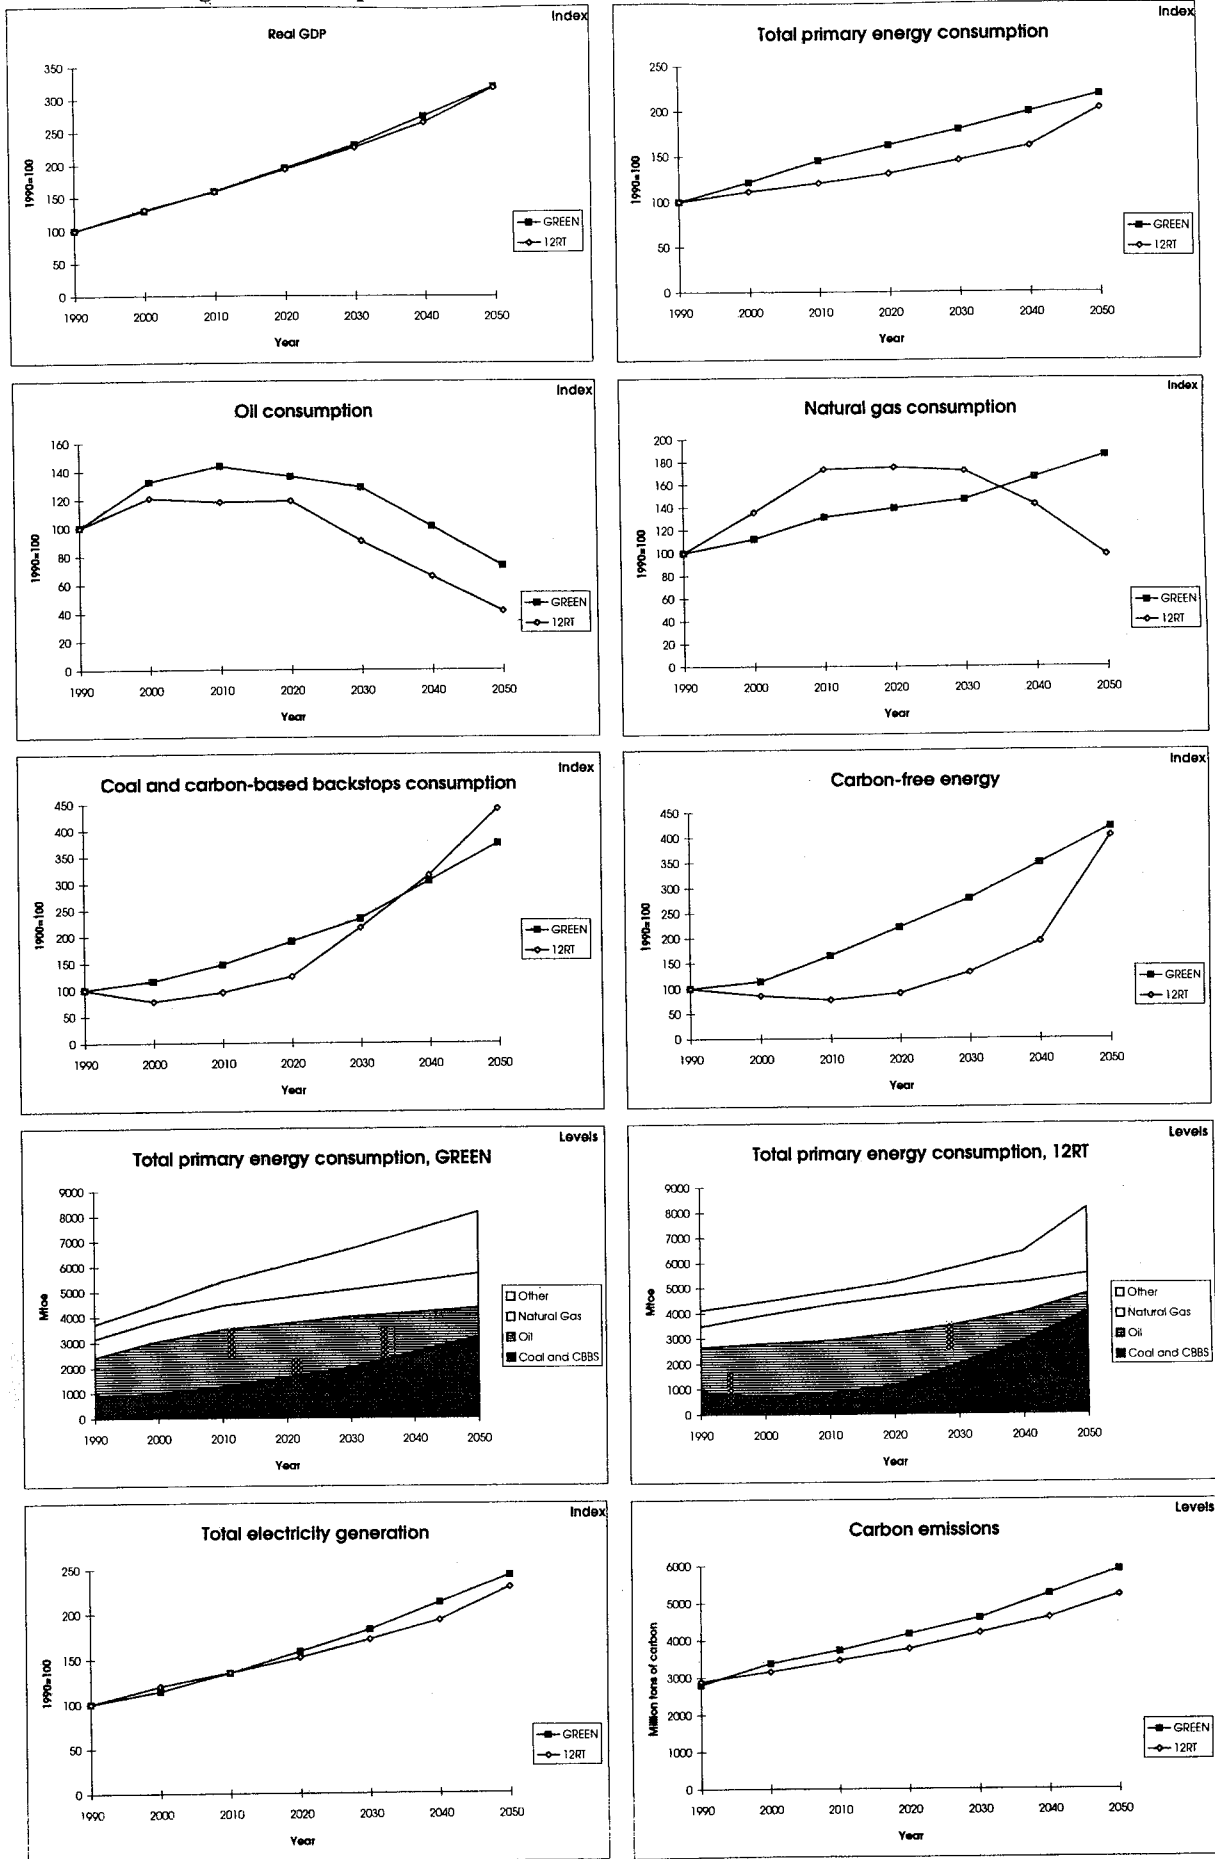 Index
Real GDP
350
300
250
200
150
100
50
0
1990=100
1990 2000 2010 2020 2030 2040 2050
Year
GREEN
12RT
Index
Total primary energy consumption
250
200
150
100
50
0
1990=100
1990 2000 2010 2020 2030 2040 2050
Year
GREEN
12RT
Index
Oil consumption
160
140
120
100
80
60
40
20
0
1990=100
1990 2000 2010 2020 2030 2040 2050
Year
GREEN
12RT
Index
Natural gas consumption
200
180
160
140
120
100
80
60
40
20
0
1990=100
1990 2000 2010 2020 2030 2040 2050
Year
GREEN
12RT
Index
Coal and carbon-based backstops consumption
450
400
350
300
250
200
150
100
50
0
1900=100
1990 2000 2010 2020 2030 2040 2050
Year
GREEN
12RT
Index
Carbon-free energy
450
400
350
300
250
200
150
100
50
0
1990=100
1990 2000 2010 2020 2030 2040 2050
Year
GREEN
12RT
Levels
Total primary energy consumption, GREEN
9000
8000
7000
6000
5000
4000
3000
2000
1000
0
Mtoe
1990 2000 2010 2020 2030 2040 2050
Year
Other
Natural Gas
Oil
Coal and CBBS
Levels
Total primary energy consumption, 12RT
9000
8000
7000
6000
5000
4000
3000
2000
1000
0
Mtoe
1990 2000 2010 2020 2030 2040 2050
Year
Other
Natural Gas
Oil
Coal and CBBS
Index
Total electricity generation
250
200
150
100
50
0
1990=100
1990 2000 2010 2020 2030 2040 2050
Year
GREEN
12RT
Levels
Carbon emissions
6000
5000
4000
3000
2000
1000
0
Million tons of carbon
1990 2000 2010 2020 2030 2040 2050
Year
GREEN
12RT